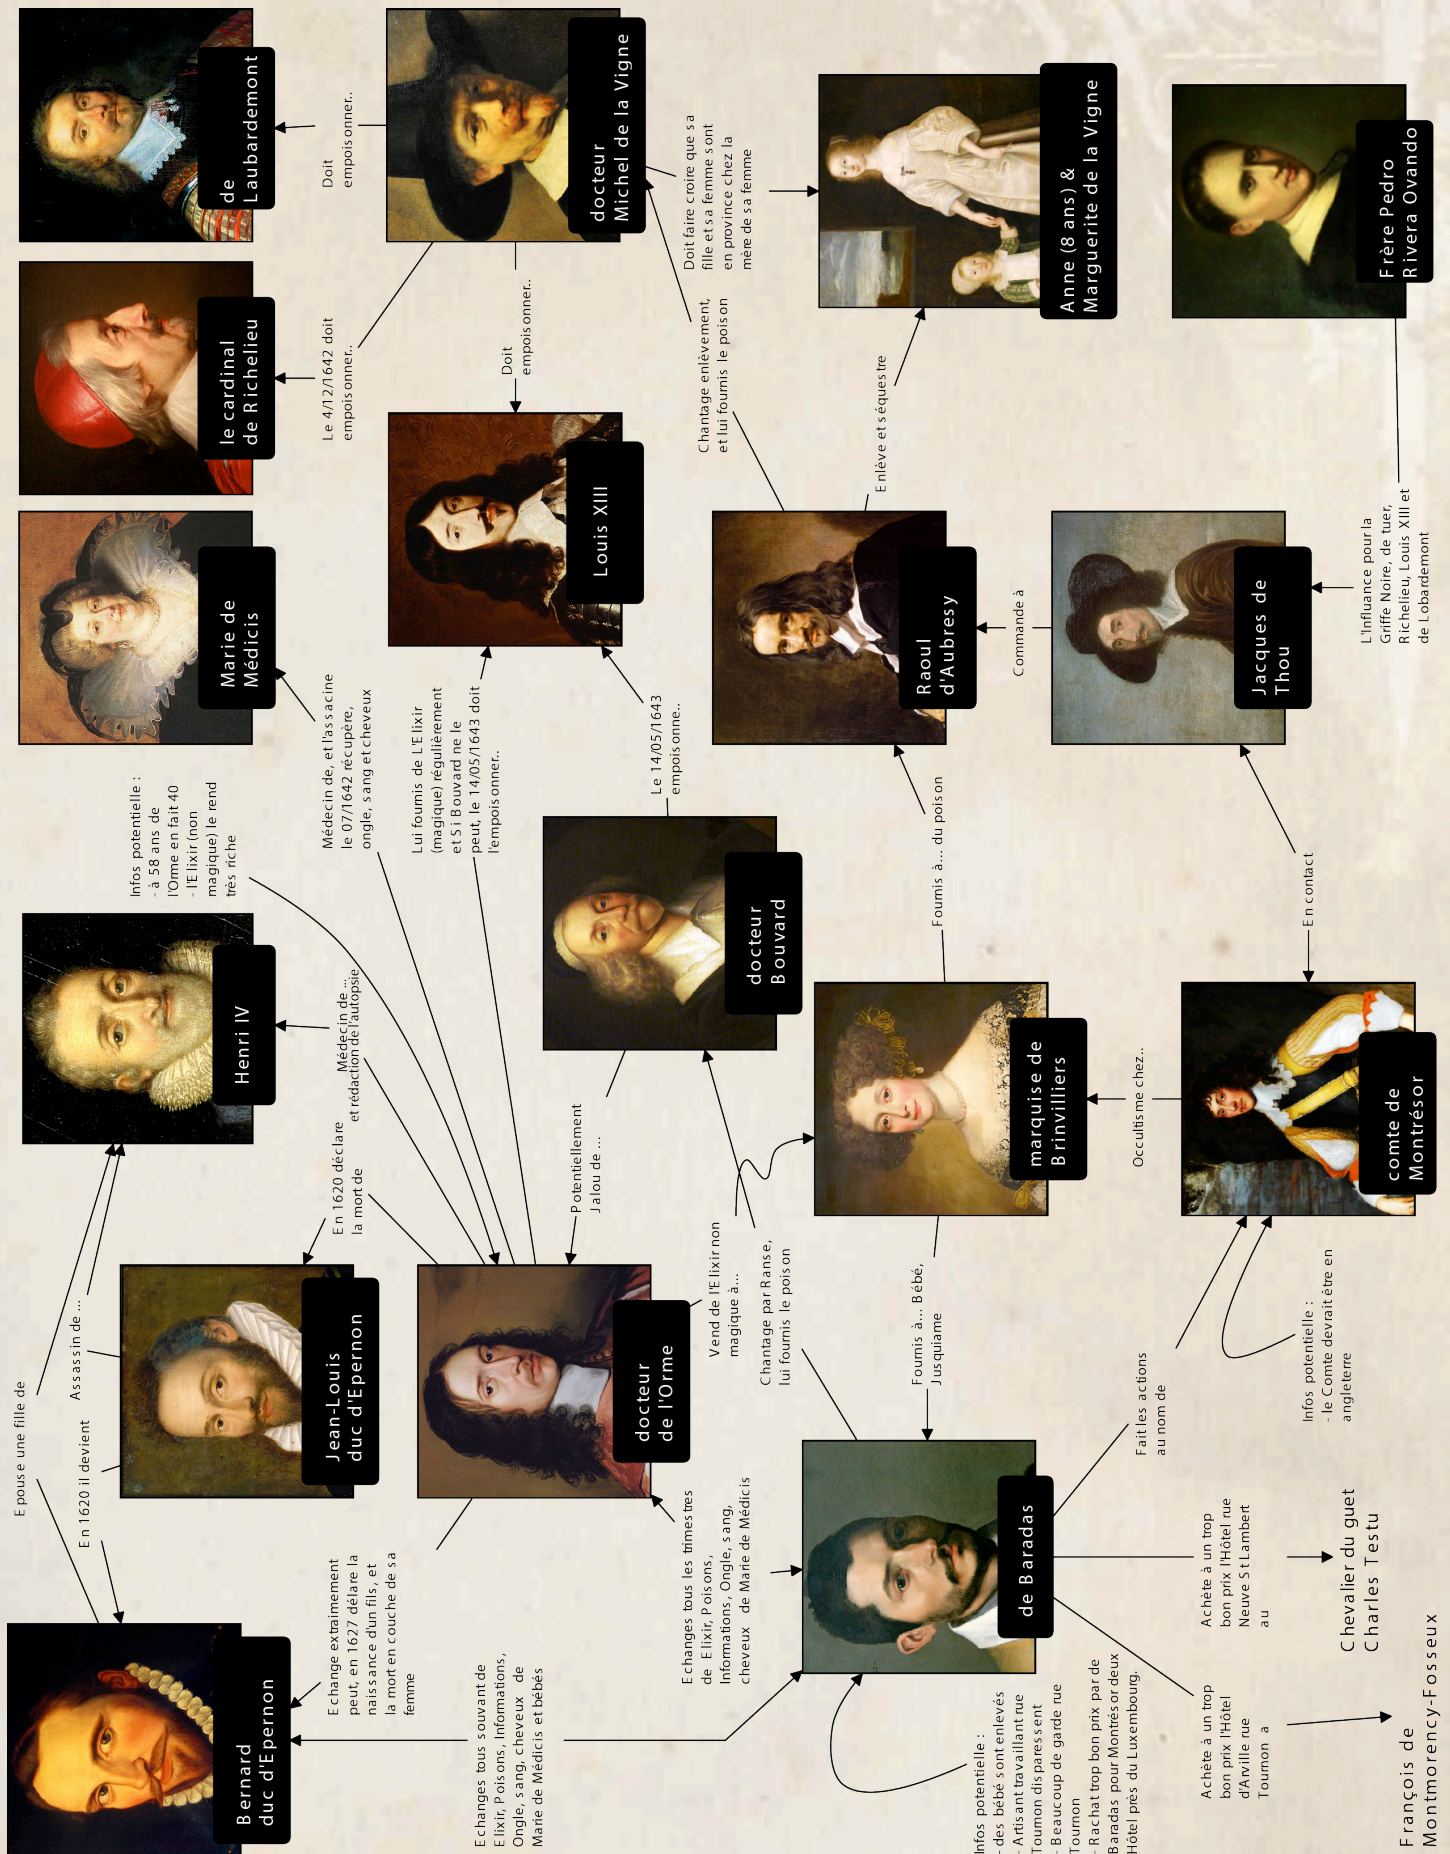 Bernard
duc d'Epernon
Epouse une fille de
En 1620 il devient
Assassin de ...
Jean-Louis
duc d'Epernon
Henri IV
Infos potentielle :
- à 58 ans de
l'Orme en fait 40
- l'Elixir (non
magique) le rend
très riche
Marie de
Médicis
le cardinal
de Richelieu
de
Laubardemont
En 1620 déclare
la mort de
Médecin de ...
et rédaction de l'autopsie
Médecin de, et l'assacine
le 07/1642 récupère,
ongle, sang et cheveux
Le 4/12/1642 doit
empoisonner..
Doit
empoisonner..
Echange extraimement
peut, en 1627 délare la
naissance d'un fils, et
la mort en couche de sa
femme
docteur
de l'Orme
Lui fournis de L'Elixir
(magique) régulièrement
et Si Bouvard ne le
peut, le 14/05/1643 doit
l'empoisonner..
Louis XIII
Doit
empoisonner..
docteur
Michel de la Vigne
Echanges tous souvant de
Elixir, Poisons, Informations,
Ongle, sang, cheveux de
Marie de Médicis et bébés
Potentiellement
Jalou de ...
docteur
Bouvard
Le 14/05/1643
empoisonne..
Echanges tous les trimestres
de Elixir, Poisons,
Informations, Ongle, sang,
cheveux de Marie de Médicis
Vend de l'Elixir non
magique à...
Chantage par Ranse,
lui fournis le poison
Chantage enlèvement,
et lui fournis le poison
Doit faire croire que sa
fille et sa femme sont
en province chez la
mère de sa femme
de Baradas
Fournis à... Bébé,
Jusquiame
marquise de
Brinvilliers
Fournis à... du poison
Raoul
d'Aubresy
Enlève et séquestre
Anne (8 ans) &
Marguerite de la Vigne
Infos potentielle :
- des bébé sont enlevés
- Artisant travaillant rue
Tournon disparessent
- Beaucoup de garde rue
Tournon
- Rachat trop bon prix par de
Baradas pour Montrésor deux
Hôtel près du Luxembourg.
Fait les actions
au nom de
Occultisme chez..
Commande à
Achète à un trop
bon prix l'Hôtel
d'Arville rue
Tournon a
Achète à un trop
bon prix l'Hôtel rue
Neuve St Lambert
au
Infos potentielle :
- le Comte devrait être en
angleterre
comte de
Montrésor
En contact
Jacques de
Thou
L'Influance pour la
Griffe Noire, de tuer,
Richelieu, Louis XIII et
de Lobardemont
Frère Pedro
Rivera Ovando
Chevalier du guet
Charles Testu
François de
Montmorency-Fosseux